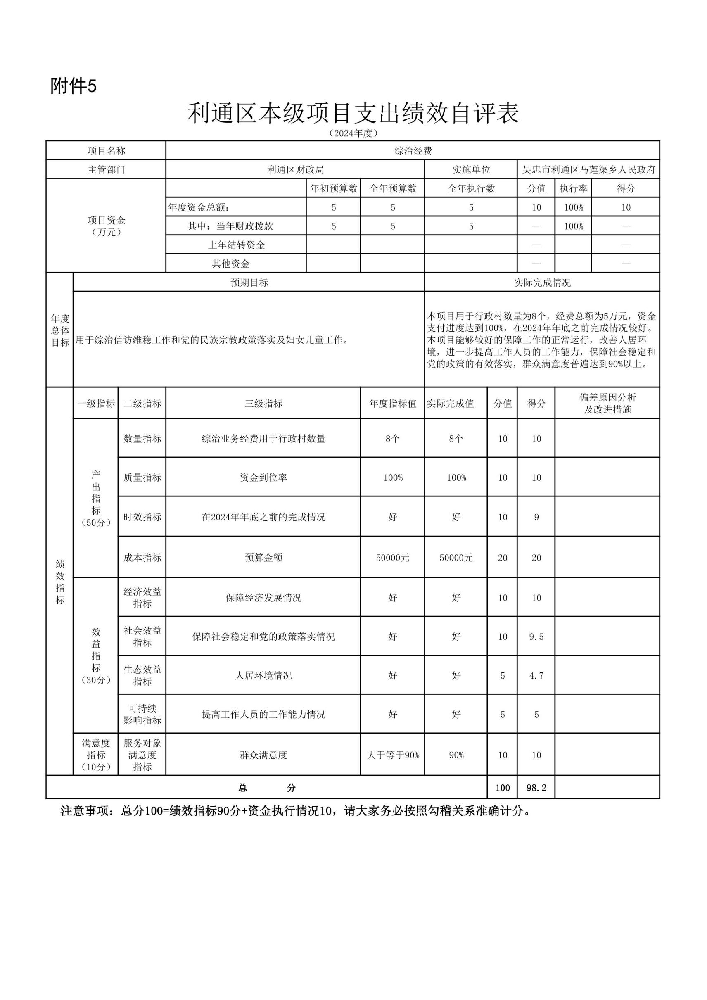 附件5
利通区本级项目支出绩效自评表
（2024年度）
项目名称 综治经费
主管部门 利通区财政局 实施单位 吴忠市利通区马莲渠乡人民政府
项目资金
（万元）
年初预算数 全年预算数 全年执行数 分值 执行率 得分
年度资金总额： 5 5 5 10 100% 10
其中：当年财政拨款 5 5 5 — 100% —
上年结转资金 — —
其他资金 — —
年度
总体
目标
预期目标 实际完成情况
用于综治信访维稳工作和党的民族宗教政策落实及妇女儿童工作。
本项目用于行政村数量为8个，经费总额为5万元，资金
支付进度达到100%，在2024年年底之前完成情况较好。
本项目能够较好的保障工作的正常运行，改善人居环
境，进一步提高工作人员的工作能力，保障社会稳定和
党的政策的有效落实，群众满意度普遍达到90%以上。
绩
效
指
标
一级指标 二级指标 三级指标 年度指标值 实际完成值 分值 得分 偏差原因分析
及改进措施
产
出
指
标
（50分）
数量指标 综治业务经费用于行政村数量 8个 8个 10 10
质量指标 资金到位率 100% 100% 10 10
时效指标 在2024年年底之前的完成情况 好 好 10 9
成本指标 预算金额 50000元 50000元 20 20
效
益
指
标
（30分）
经济效益
指标 保障经济发展情况 好 好 10 10
社会效益
指标 保障社会稳定和党的政策落实情况 好 好 10 9.5
生态效益
指标 人居环境情况 好 好 5 4.7
可持续
影响指标 提高工作人员的工作能力情况 好 好 5 5
满意度
指标
（10分）
服务对象
满意度
指标 群众满意度 大于等于90% 90% 10 10
总 分 100 98.2
注意事项：总分100=绩效指标90分+资金执行情况10，请大家务必按照勾稽关系准确计分。